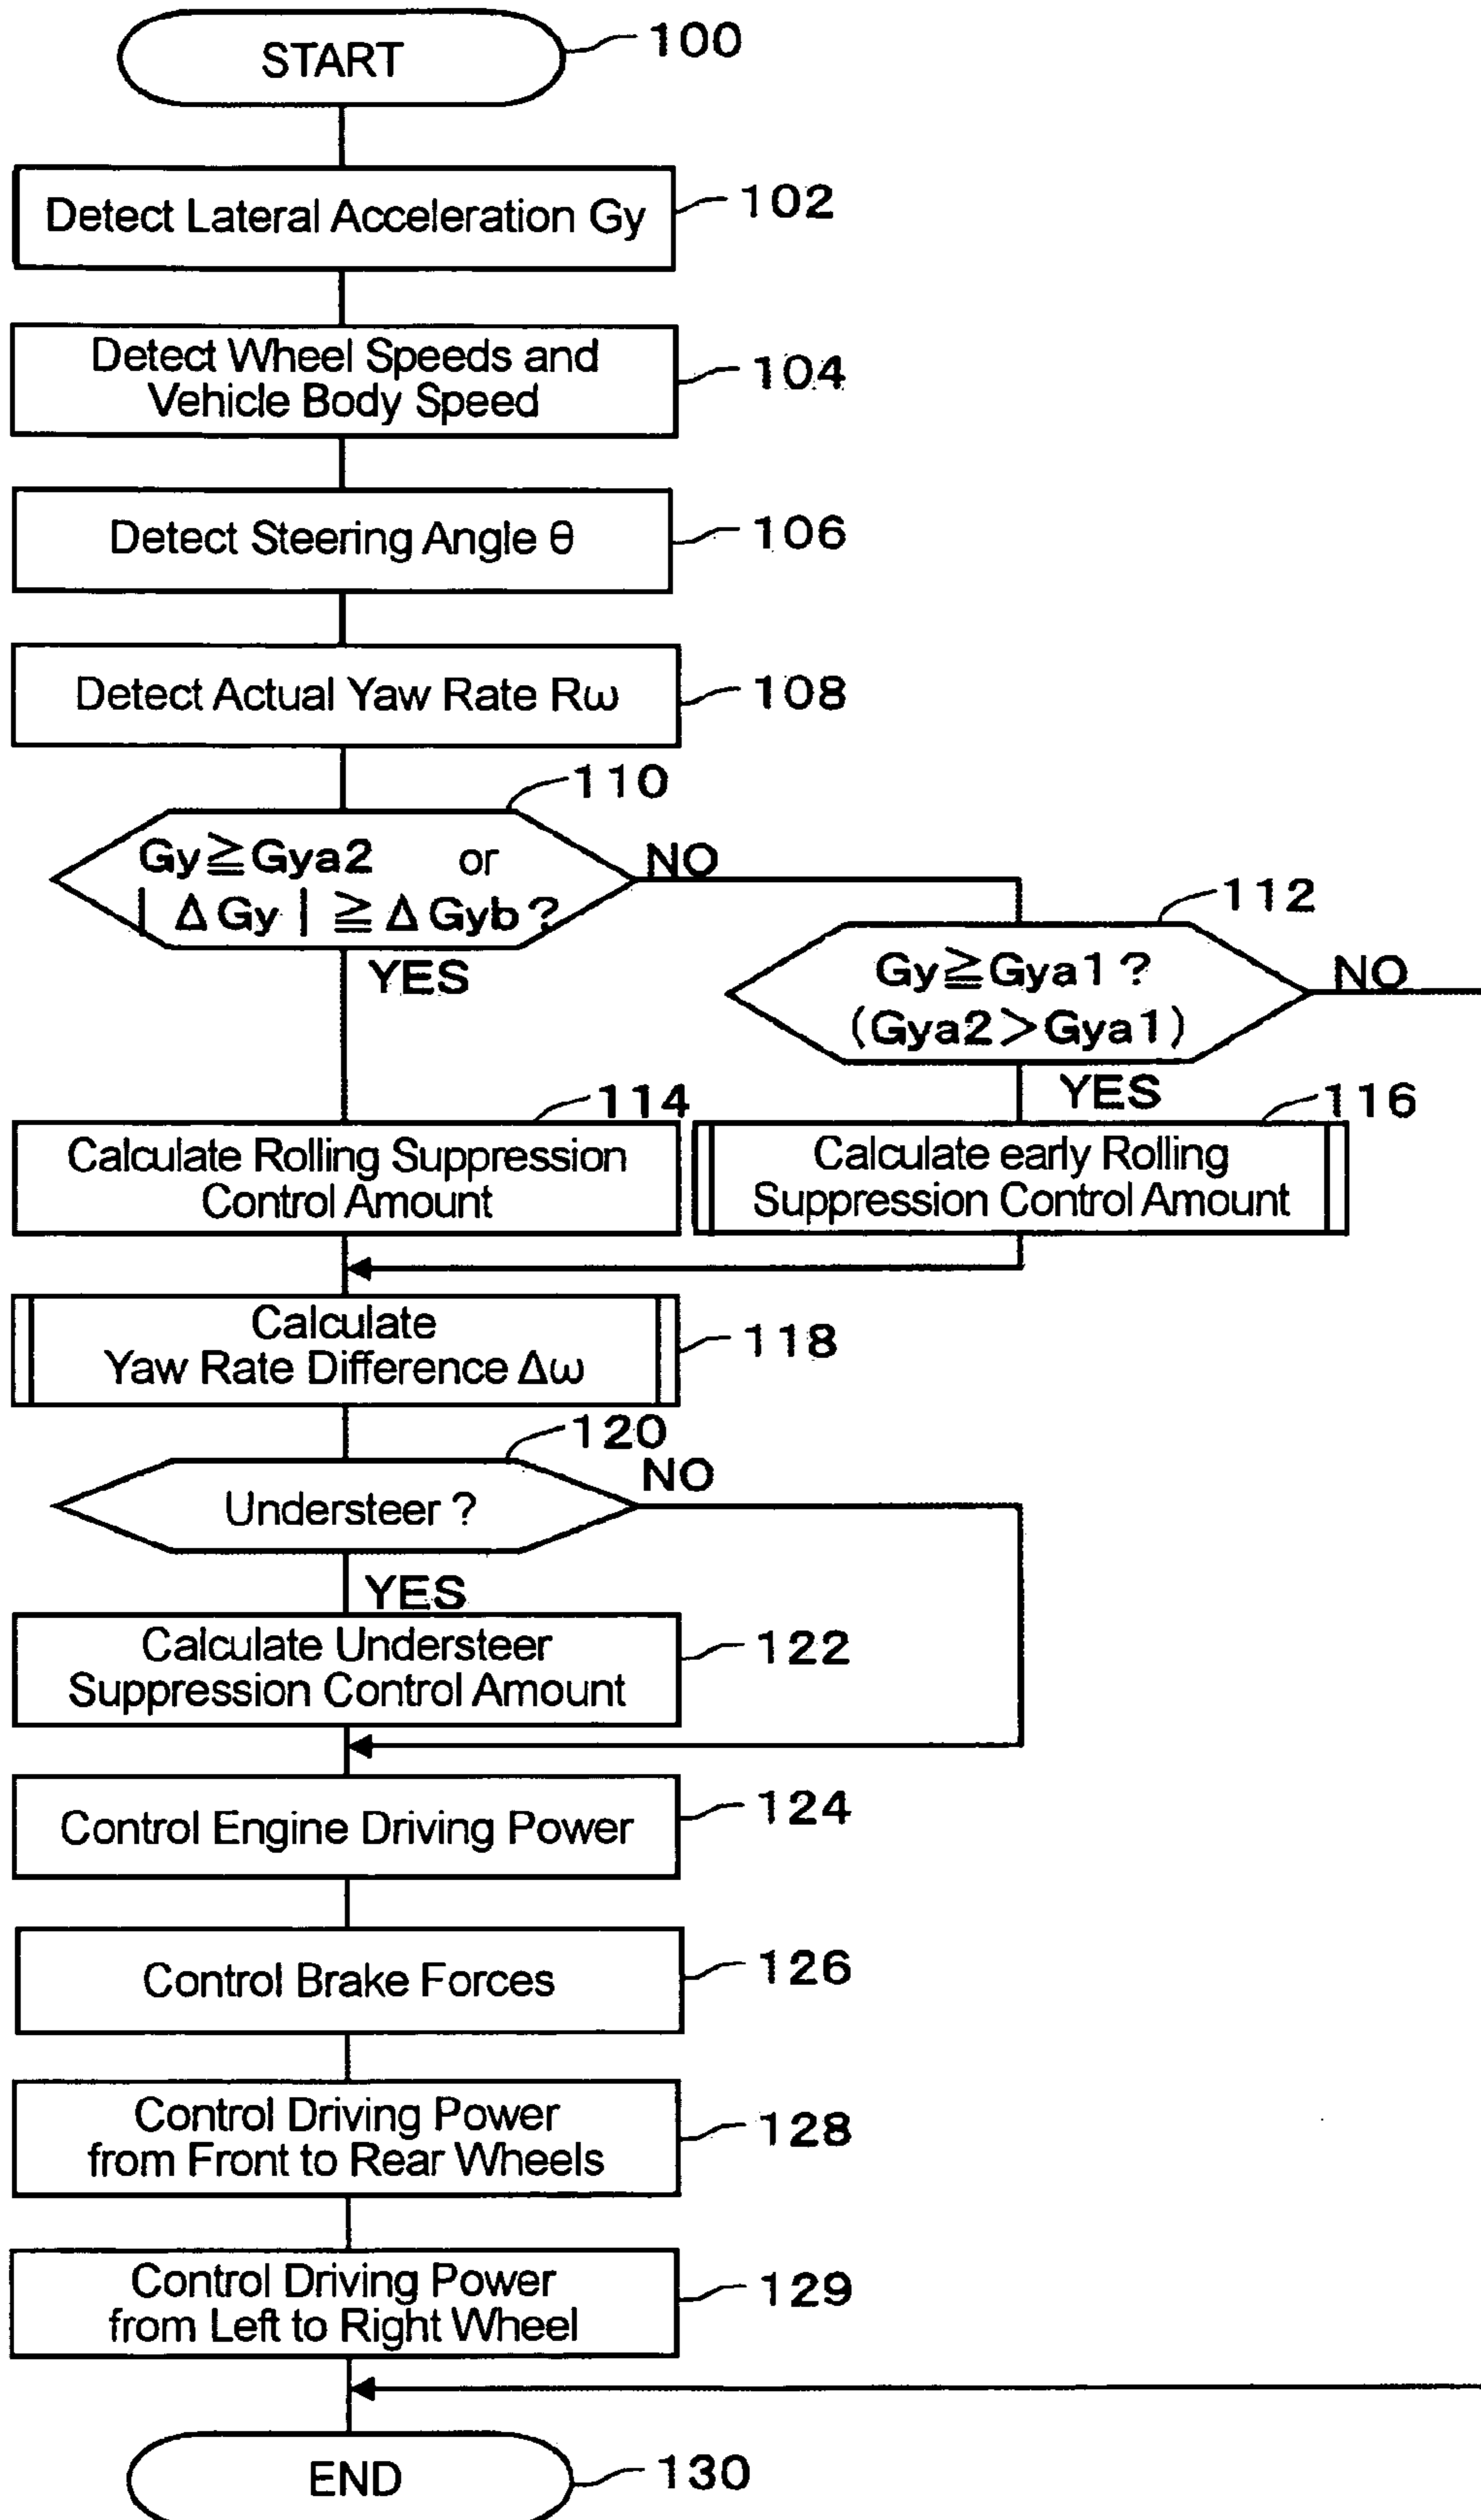 START
100
Detect Lateral Acceleration Gy
102
Detect Wheel Speeds and
Vehicle Body Speed
104
Detect Steering Angle θ
106
Detect Actual Yaw Rate Rω
108
110
Gy≧Gya2 or
| ΔGy | ≧ ΔGyb ?
NO
YES
112
Gy≧Gya1 ?
(Gya2>Gya1)
NO
YES
114
Calculate Rolling Suppression
Control Amount
116
Calculate early Rolling
Suppression Control Amount
Calculate
Yaw Rate Difference Δω
118
120
Understeer ?
NO
YES
Calculate Understeer
Suppression Control Amount
122
Control Engine Driving Power
124
Control Brake Forces
126
Control Driving Power
from Front to Rear Wheels
128
Control Driving Power
from Left to Right Wheel
129
END
130